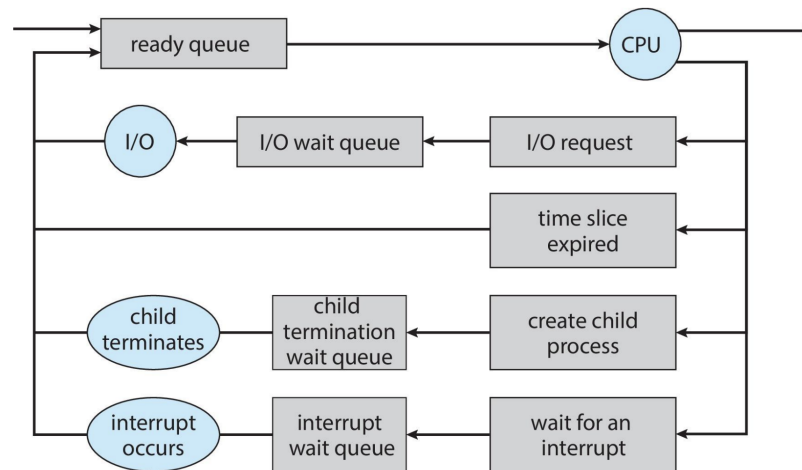 ready queue
CPU
I/O
I/O wait queue
I/O request
time slice
expired
child
terminates
child
termination
wait queue
create child
process
interrupt
occurs
interrupt
wait queue
wait for an
interrupt